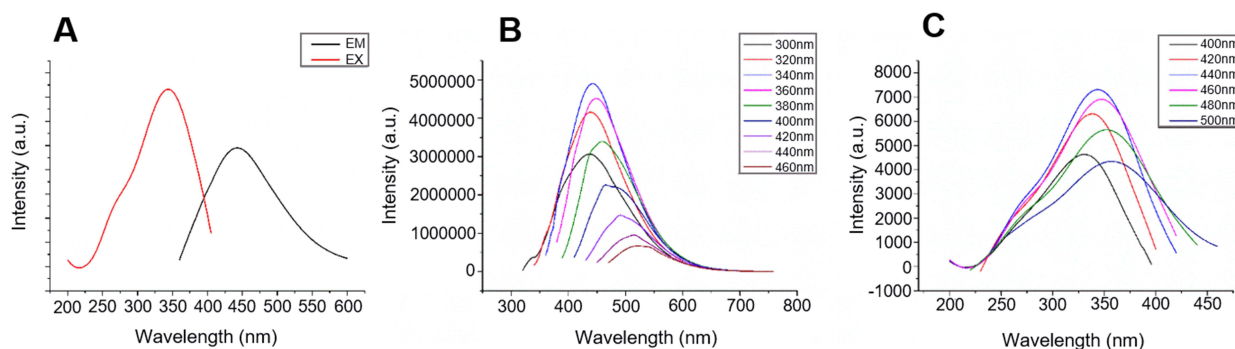 A
EM
EX
Intensity (a.u.)
200 250 300 350 400 450 500 550 600
Wavelength (nm)
B
300nm
320nm
340nm
360nm
380nm
400nm
420nm
440nm
460nm
5000000
4000000
3000000
2000000
1000000
0
Intensity (a.u.)
300 400 500 600 700 800
Wavelength (nm)
C
400nm
420nm
440nm
460nm
480nm
500nm
8000
7000
6000
5000
4000
3000
2000
1000
0
-1000
Intensity (a.u.)
200 250 300 350 400 450
Wavelength (nm)